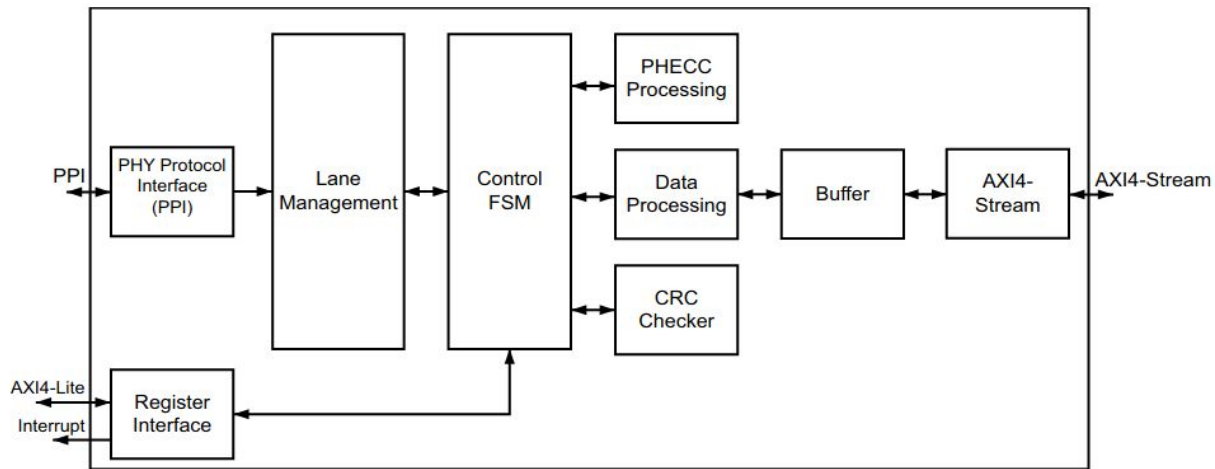 PPI
PHY Protocol
Interface
(PPI)
Lane
Management
Control
FSM
PHECC
Processing
Data
Processing
CRC
Checker
Buffer
AXI4-
Stream
AXI4-Stream
AXI4-Lite
Interrupt
Register
Interface